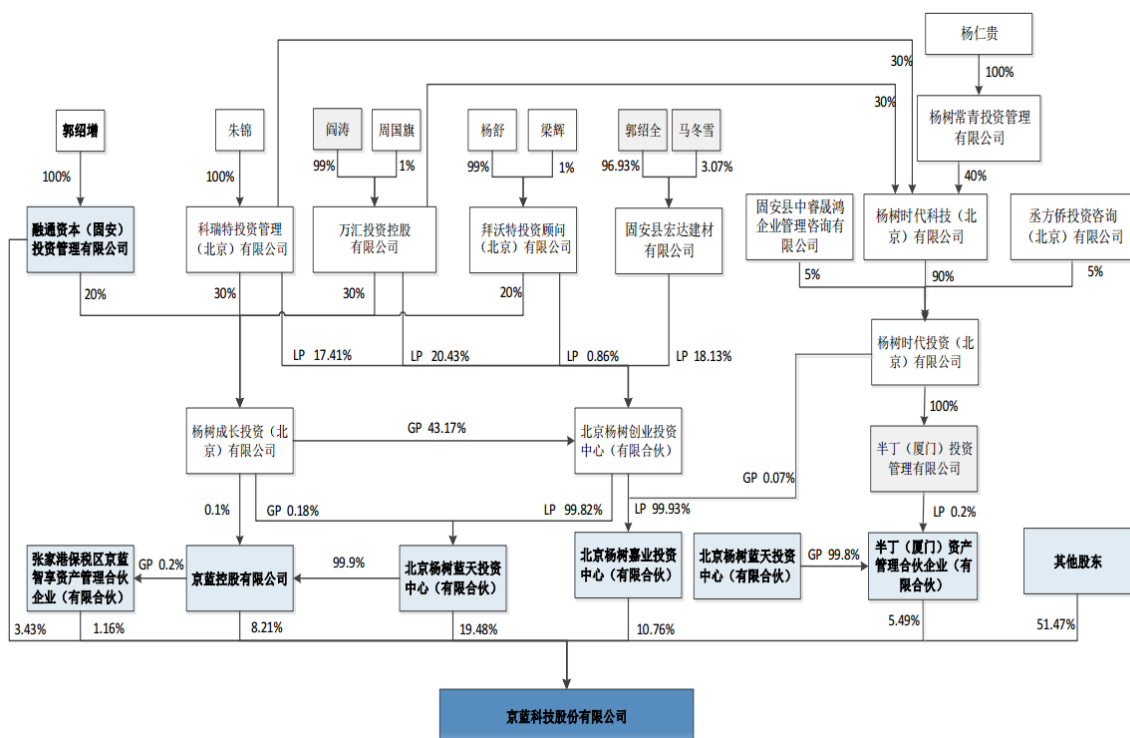 杨仁贵
30%
100%
30%
郭绍增
朱锦
阎涛
周国旗
杨舒
梁辉
郭绍全
马冬雪
杨树常青投资管理
有限公司
100%
100%
99%
1%
99%
1%
96.93%
3.07%
40%
融通资本（固安）
投资管理有限公司
科瑞特投资管理
（北京）有限公司
万汇投资控股
有限公司
拜沃特投资顾问
（北京）有限公司
固安县宏达建材
有限公司
固安县中睿晟鸿
企业管理咨询有
限公司
杨树时代科技（北
京）有限公司
丞方侨投资咨询
（北京）有限公司
20%
30%
30%
20%
5%
90%
5%
LP 17.41%
LP 20.43%
LP 0.86%
LP 18.13%
杨树时代投资（北
京）有限公司
100%
杨树成长投资（北
京）有限公司
GP 43.17%
北京杨树创业投资
中心（有限合伙）
半丁（厦门）投资
管理有限公司
GP 0.07%
0.1%
GP 0.18%
LP 99.82%
LP 99.93%
LP 0.2%
张家港保税区京蓝
智享资产管理合伙
企业（有限合伙）
GP 0.2%
京蓝控股有限公司
99.9%
北京杨树蓝天投资
中心（有限合伙）
北京杨树嘉业投资
中心（有限合伙）
北京杨树蓝天投资
中心（有限合伙）
GP 99.8%
半丁（厦门）资产
管理合伙企业（有
限合伙）
其他股东
3.43%
1.16%
8.21%
19.48%
10.76%
5.49%
51.47%
京蓝科技股份有限公司